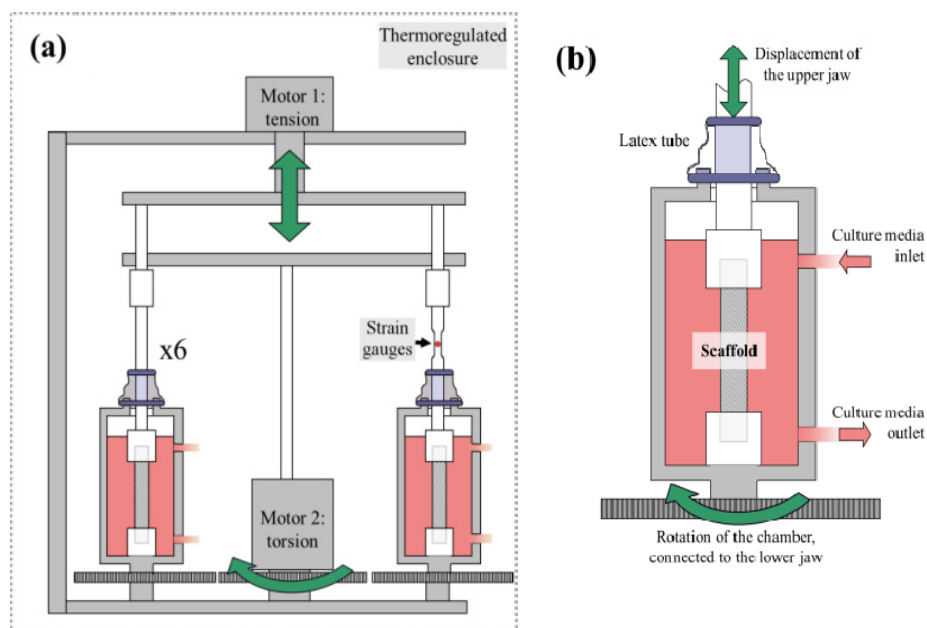 (a)
Thermoregulated
enclosure
Motor 1:
tension
Strain
gauges
x6
Motor 2:
torsion
(b)
Displacement of
the upper jaw
Latex tube
Culture media
inlet
Scaffold
Culture media
outlet
Rotation of the chamber,
connected to the lower jaw